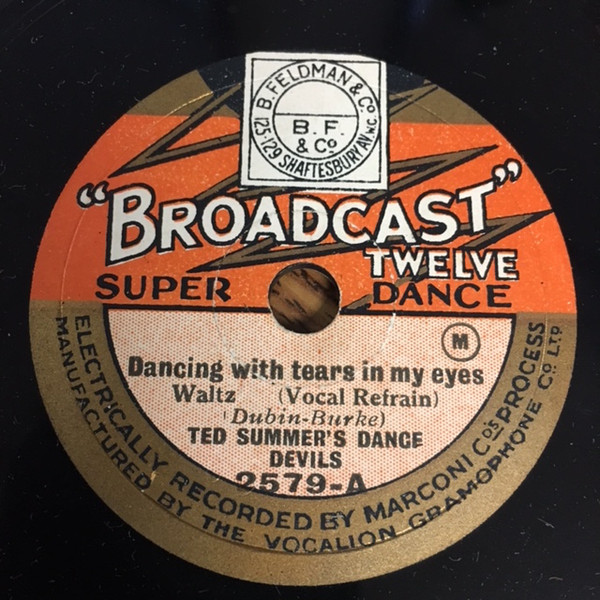 B. FELDMAN & Co
B. F.
& Co
125-129 SHAFTESBURY AV. W.C.
"BROADCAST"
TWELVE
SUPER DANCE
M
Dancing with tears in my eyes
Waltz (Vocal Refrain)
(Dubin-Burke)
TED SUMMER'S DANCE
DEVILS
2579-A
ELECTRICALLY RECORDED BY MARCONI Co's PROCESS
MANUFACTURED BY THE VOCALION GRAMOPHONE Co. LTD.